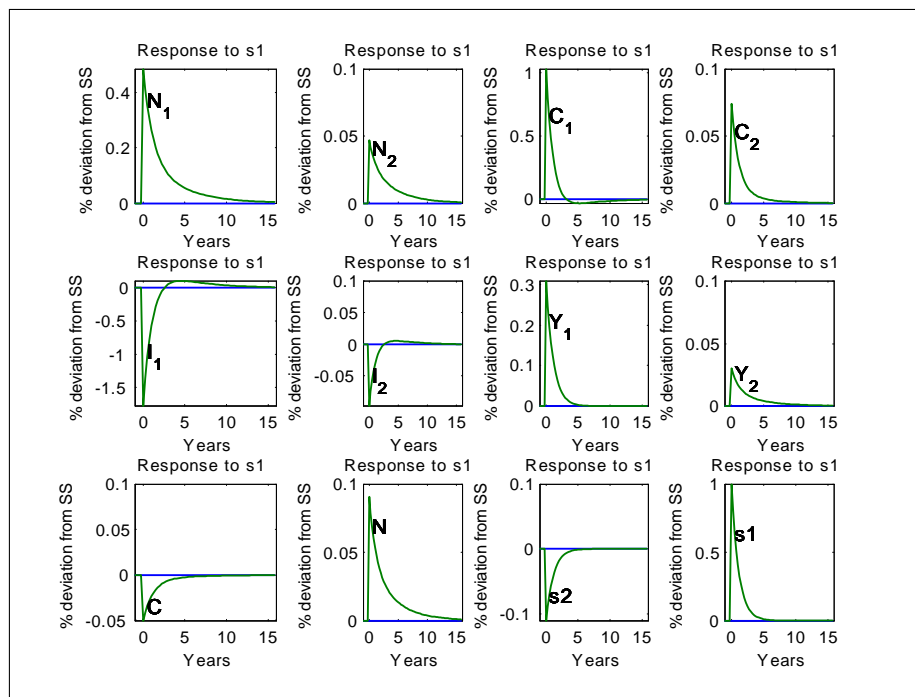 Response to s1 Response to s1 Response to s1 Response to s1
% deviation from SS
0.4
0.2
0
N1
0 5 10 15
Years
% deviation from SS
0.1
0.05
0
N2
0 5 10 15
Years
% deviation from SS
1
0.5
0
C1
0 5 10 15
Years
% deviation from SS
0.1
0.05
0
C2
0 5 10 15
Years
Response to s1 Response to s1 Response to s1 Response to s1
% deviation from SS
0
-0.5
-1
-1.5
I1
0 5 10 15
Years
% deviation from SS
0.1
0.05
0
-0.05
I2
0 5 10 15
Years
% deviation from SS
0.3
0.2
0.1
0
Y1
0 5 10 15
Years
% deviation from SS
0.1
0.05
0
Y2
0 5 10 15
Years
Response to s1 Response to s1 Response to s1 Response to s1
% deviation from SS
0.1
0.05
0
-0.05
C
0 5 10 15
Years
% deviation from SS
0.1
0.05
0
N
0 5 10 15
Years
% deviation from SS
0.1
0
-0.1
s2
0 5 10 15
Years
% deviation from SS
1
0.5
0
s1
0 5 10 15
Years